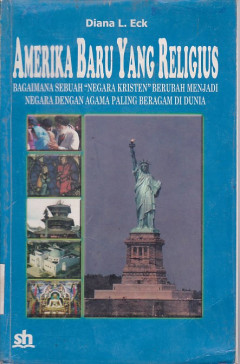 Diana L. Eck
AMERIKA BARU YANG RELIGIUS
BAGAIMANA SEBUAH "NEGARA KRISTEN" BERUBAH MENJADI
NEGARA DENGAN AGAMA PALING BERAGAM DI DUNIA
sh